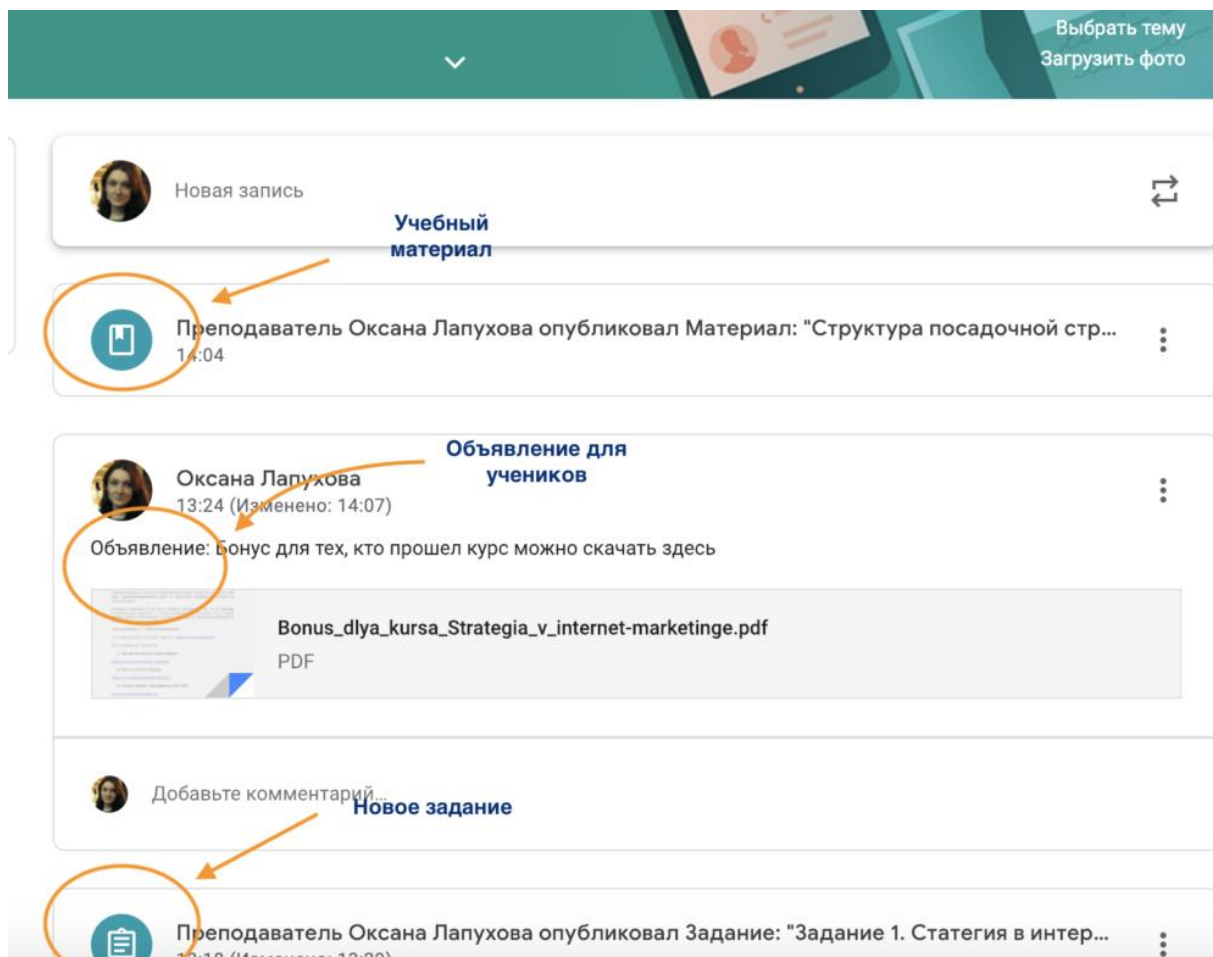 Выбрать тему
Загрузить фото
Новая запись
Учебный
материал
Преподаватель Оксана Лапухова опубликовал Материал: "Структура посадочной стр...
14:04
Объявление для
учеников
Оксана Лапухова
13:24 (Изменено: 14:07)
Объявление: Бонус для тех, кто прошел курс можно скачать здесь
Bonus_dlya_kursa_Strategia_v_internet-marketinge.pdf
PDF
Добавьте комментарий...
Новое задание
Преподаватель Оксана Лапухова опубликовал Задание: "Задание 1. Статегия в интер...